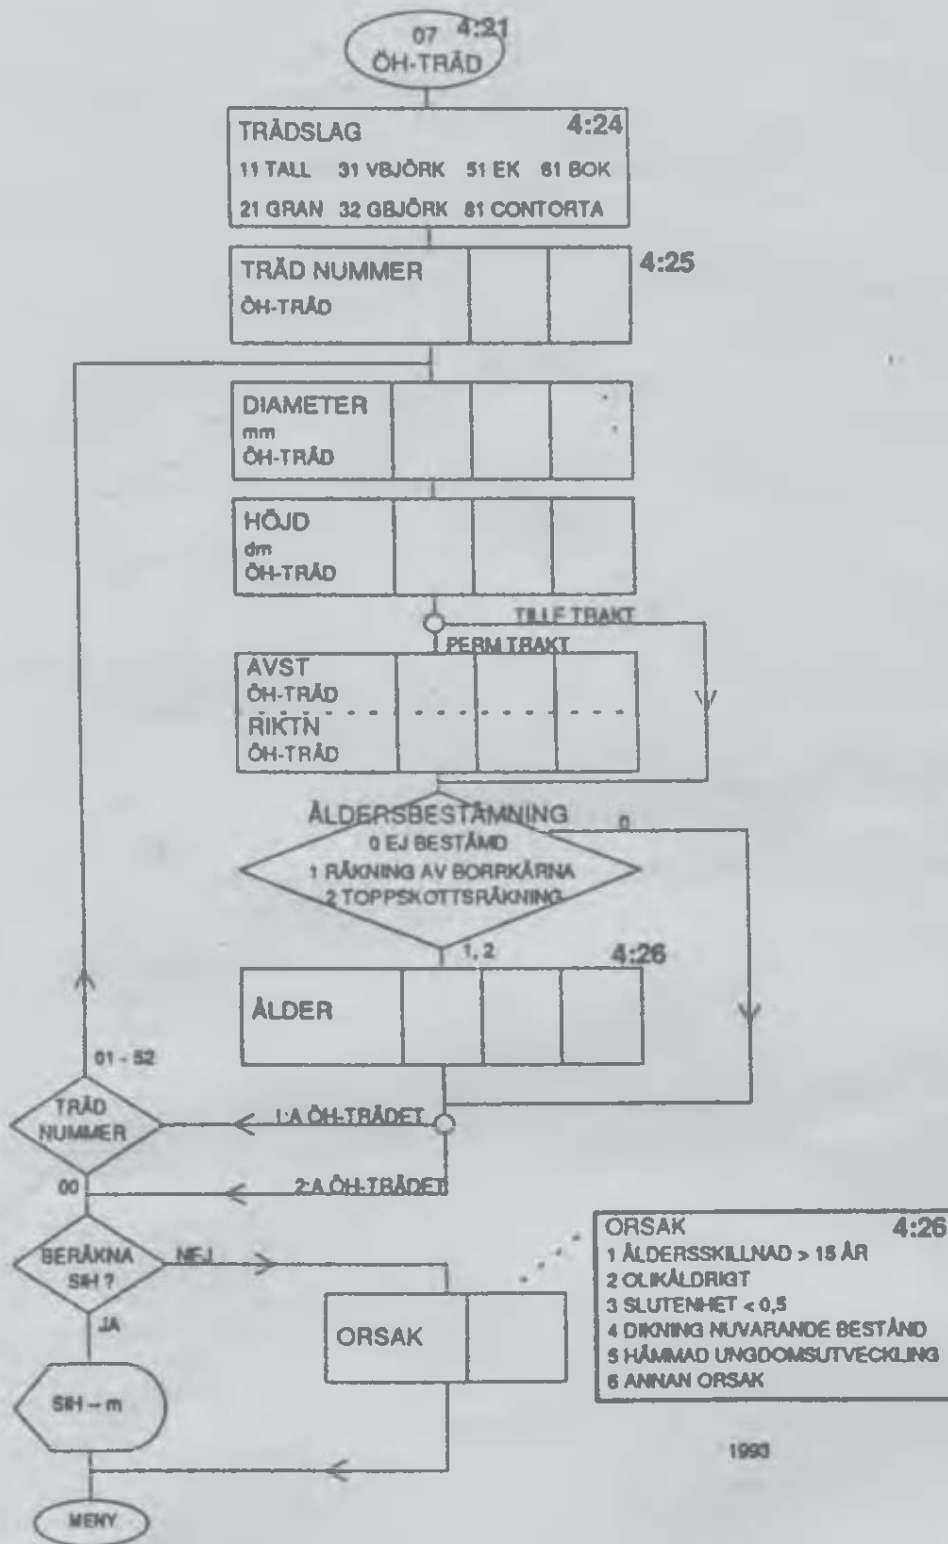 07 4:21
ÖH-TRÄD
TRÄDSLAG 4:24
11 TALL 31 VBJÖRK 51 EK 61 BOK
21 GRAN 32 GBJÖRK 81 CONTORTA
TRÄD NUMMER 4:25
ÖH-TRÄD
DIAMETER
mm
ÖH-TRÄD
HÖJD
dm
ÖH-TRÄD
TILLF TRAKT
PERM TRAKT
AVST
ÖH-TRÄD
RIKTN
ÖH-TRÄD
ÅLDERSBESTÄMNING
0 EJ BESTÄMD
0
1 RÄKNING AV BORRKÄRNA
2 TOPPSKOTTSRÄKNING
1, 2
4:26
ÅLDER
01 - 52
TRÄD
NUMMER
1:A ÖH-TRÄDET
00
2:A ÖH-TRÄDET
BERÄKNA
SIH ?
NEJ
JA
ORSAK
ORSAK 4:26
1 ÅLDERSSKILLNAD > 15 ÅR
2 OLIKÅLDRIGT
3 SLUTENHET < 0,5
4 DIKNING NUVARANDE BESTÅND
5 HÄMMAD UNGDOMSUTVECKLING
6 ANNAN ORSAK
SIH -- m
1993
MENY